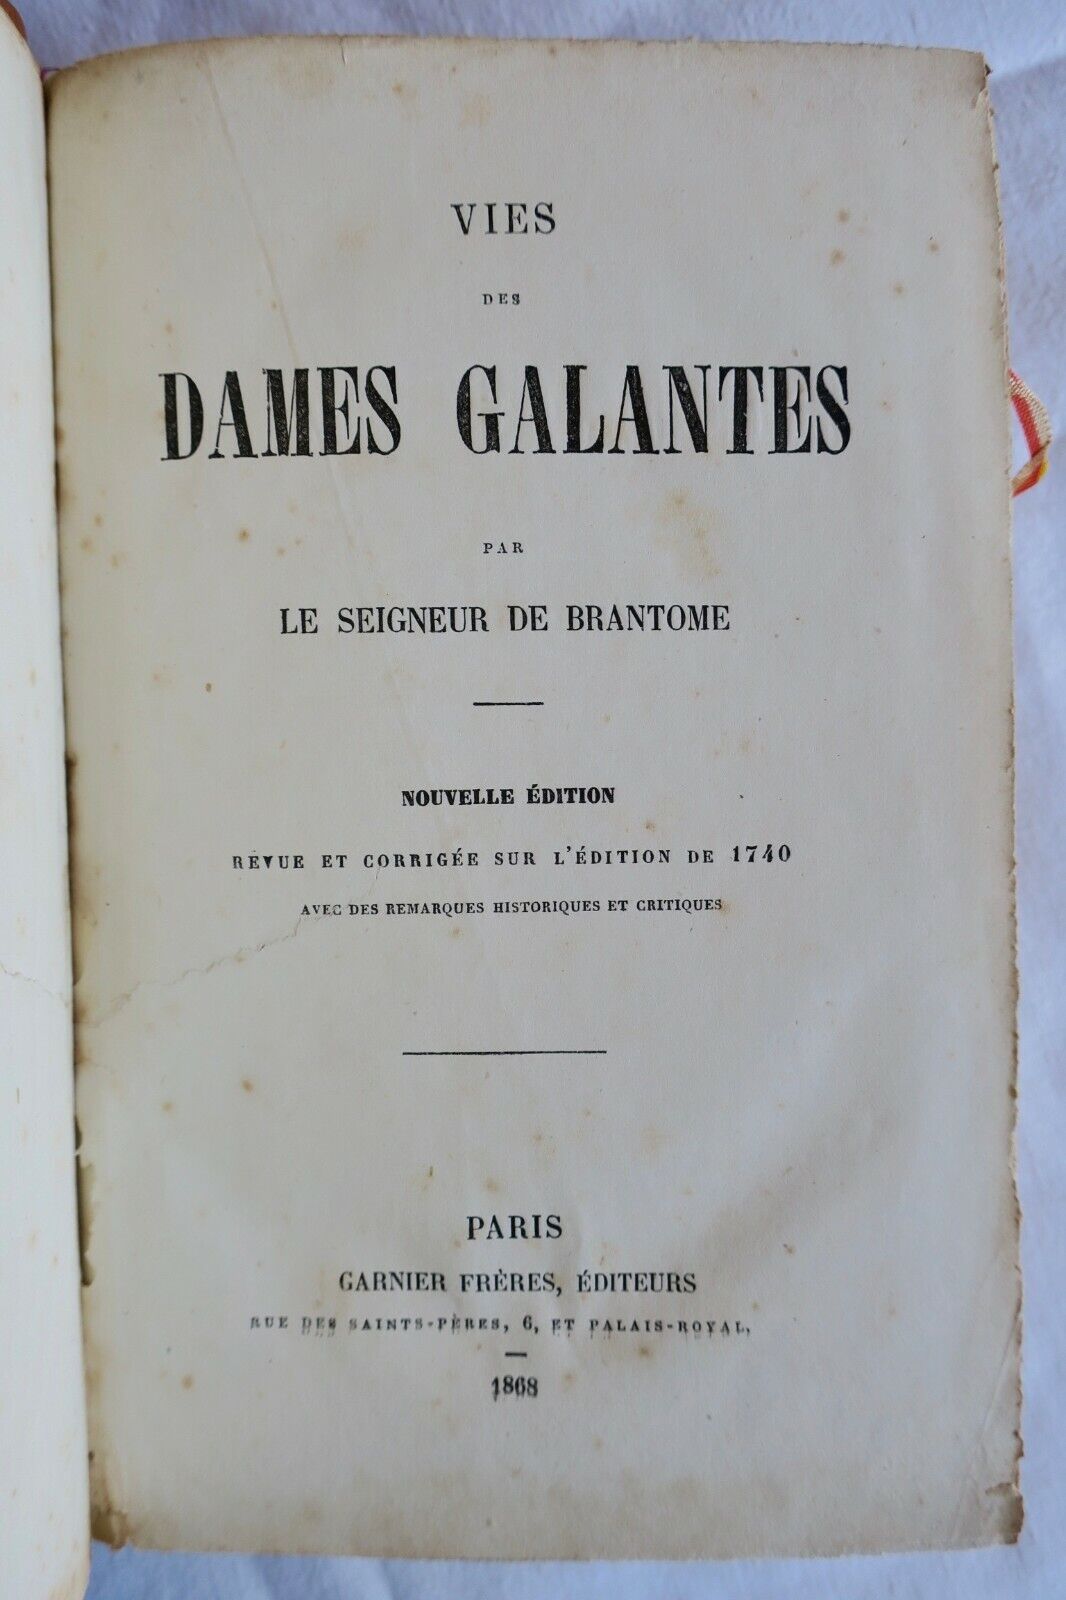 VIES
DES
DAMES GALANTES
PAR
LE SEIGNEUR DE BRANTOME
NOUVELLE ÉDITION
REVUE ET CORRIGÉE SUR L'ÉDITION DE 1740
AVEC DES REMARQUES HISTORIQUES ET CRITIQUES
PARIS
GARNIER FRÈRES, ÉDITEURS
RUE DES SAINTS-PÈRES, 6, ET PALAIS-ROYAL,
1868